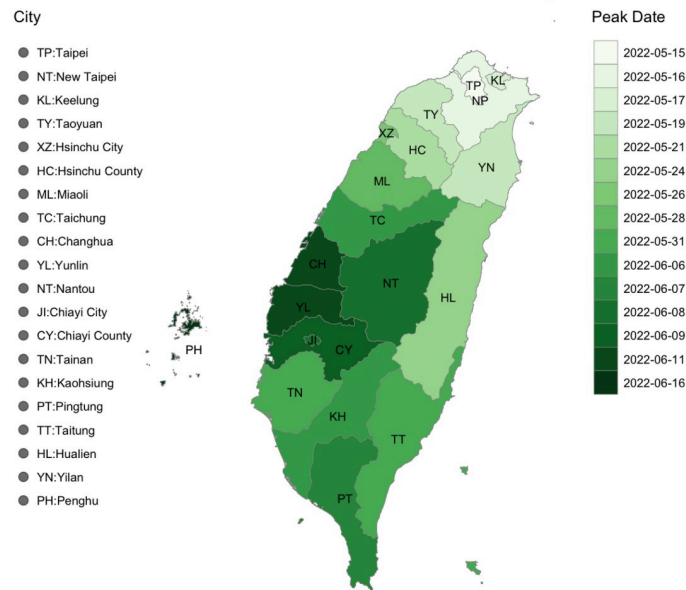 City
TP:Taipei
NT:New Taipei
KL:Keelung
TY:Taoyuan
XZ:Hsinchu City
HC:Hsinchu County
ML:Miaoli
TC:Taichung
CH:Changhua
YL:Yunlin
NT:Nantou
JI:Chiayi City
CY:Chiayi County
TN:Tainan
KH:Kaohsiung
PT:Pingtung
TT:Taitung
HL:Hualien
YN:Yilan
PH:Penghu
TP
KL
NP
TY
XZ
HC
YN
ML
TC
CH
NT
HL
YL
JI
CY
PH
TN
KH
TT
PT
Peak Date
2022-05-15
2022-05-16
2022-05-17
2022-05-19
2022-05-21
2022-05-24
2022-05-26
2022-05-28
2022-05-31
2022-06-06
2022-06-07
2022-06-08
2022-06-09
2022-06-11
2022-06-16